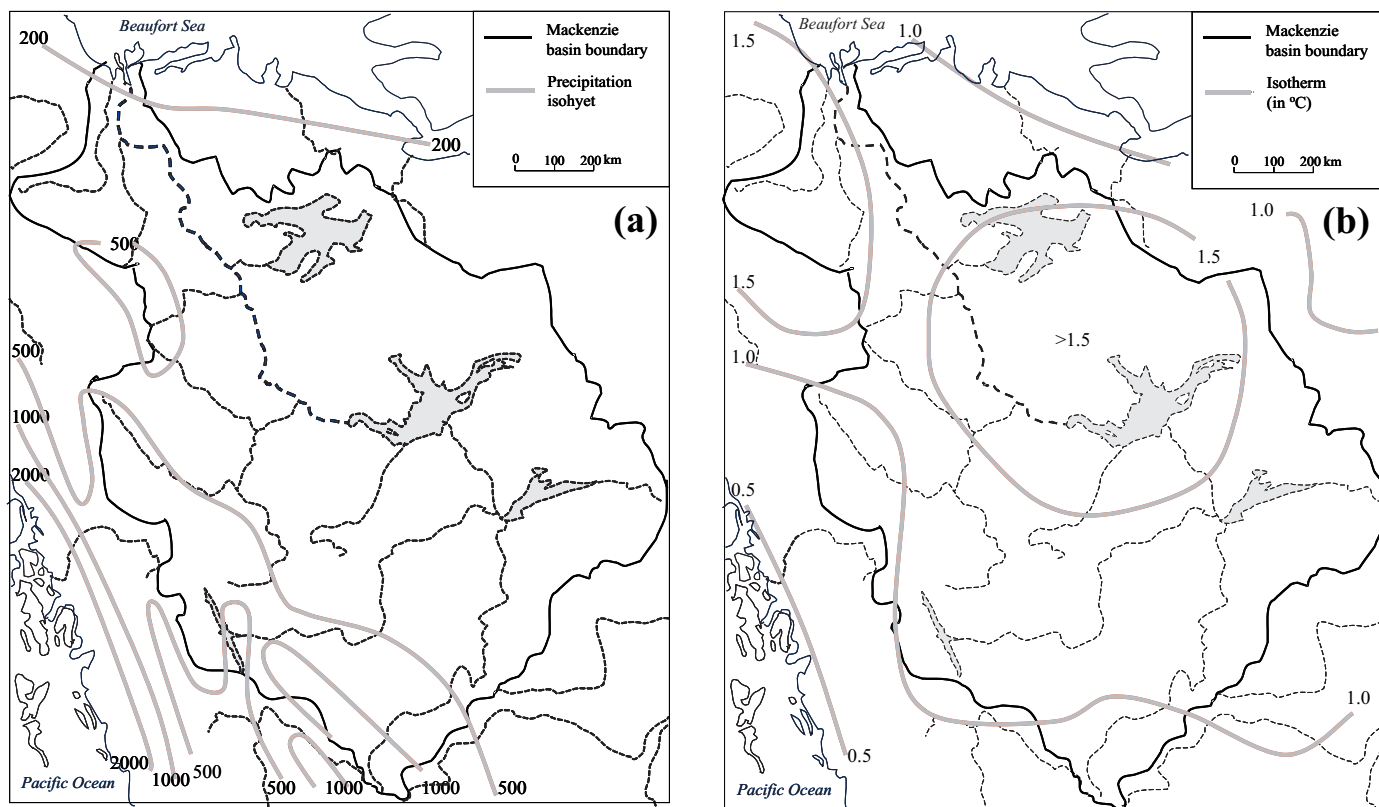 Beaufort Sea
200
200
Mackenzie
basin boundary
Precipitation
isohyet
0 100 200 km
(a)
500
500
1000
2000
2000
1000
500
500
1000
1000
500
Pacific Ocean
Beaufort Sea
1.5
1.0
Mackenzie
basin boundary
Isotherm
(in ºC)
0 100 200 km
1.0
(b)
1.5
1.5
>1.5
1.0
0.5
1.0
0.5
Pacific Ocean